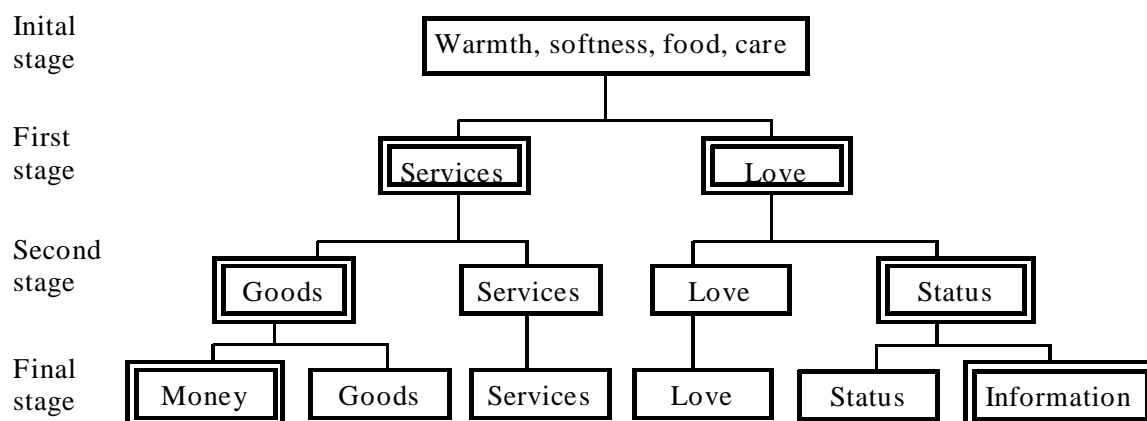 Inital
stage
Warmth, softness, food, care
First
stage
Services
Love
Second
stage
Goods
Services
Love
Status
Final
stage
Money
Goods
Services
Love
Status
Information